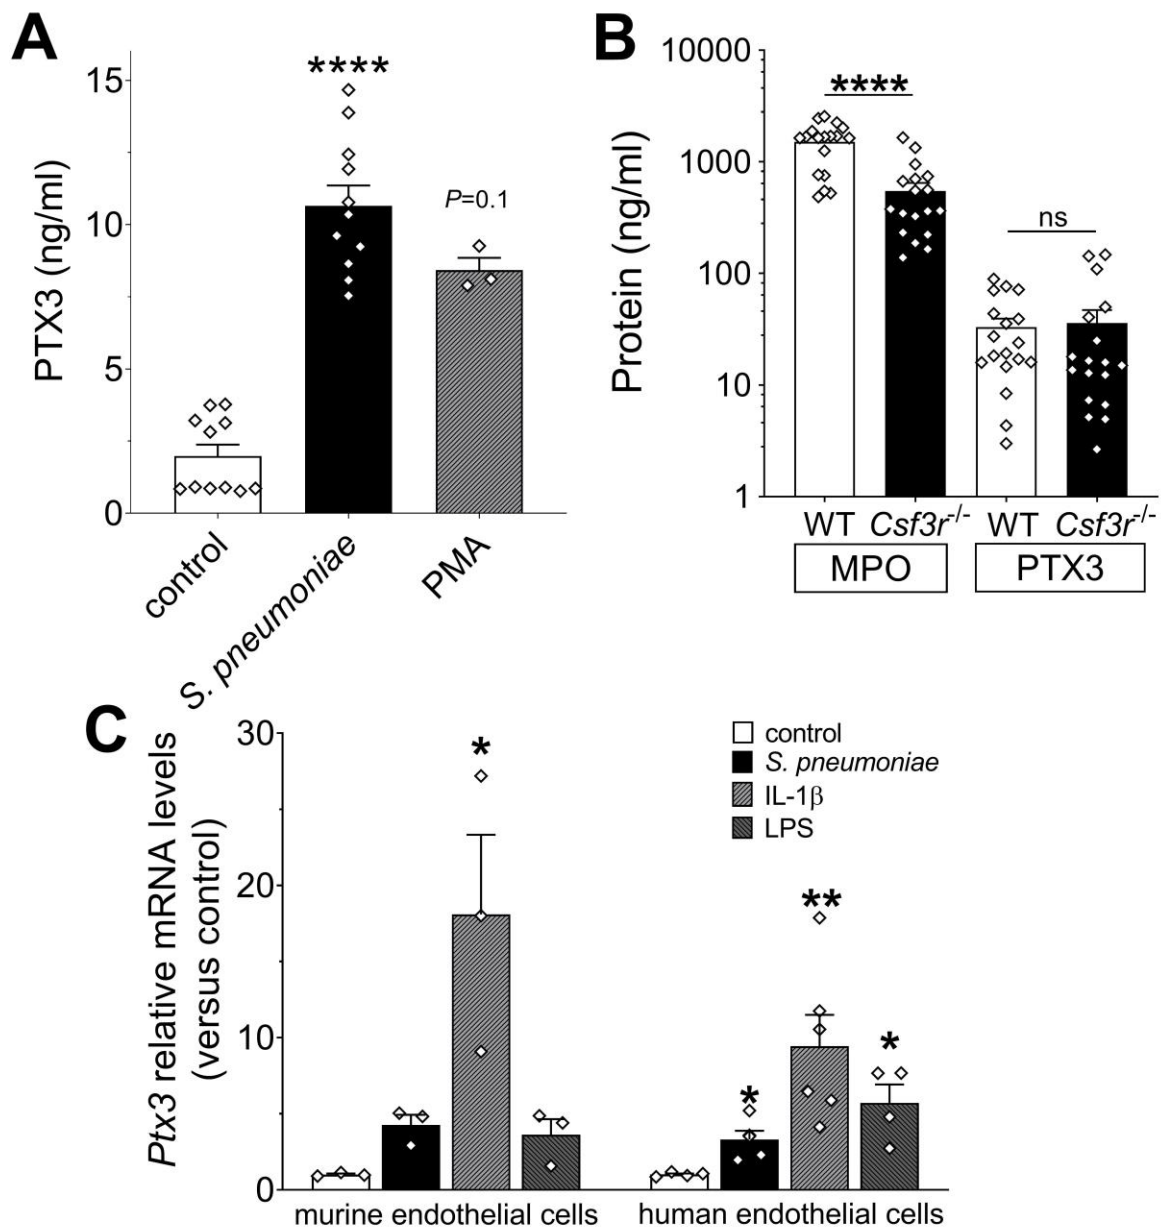 A
PTX3 (ng/ml)
15
10
5
0
****
P=0.1
control
S. pneumoniae
PMA
B
Protein (ng/ml)
10000
1000
100
10
1
****
ns
WT Csf3r-/- WT Csf3r-/-
MPO PTX3
C
Ptx3 relative mRNA levels
(versus control)
30
20
10
0
*
*
**
*
control
S. pneumoniae
IL-1β
LPS
murine endothelial cells human endothelial cells